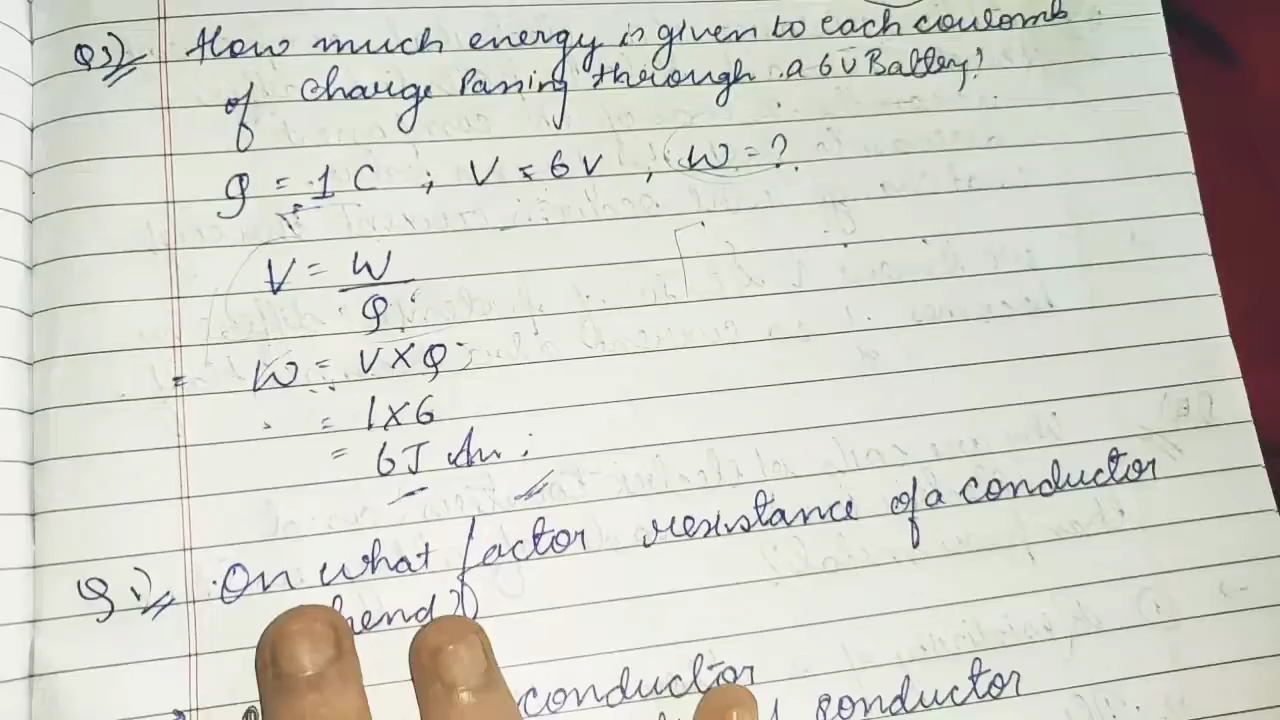 Q3) How much energy is given to each coulomb
of charge Passing through a 6V Battery?
Q = 1 C ; V = 6 V , W = ?
V = W
Q
= W = V X Q
= 1 X 6
= 6J Ans:
Q1) On what factor resistance of a conductor
conductor
conductor